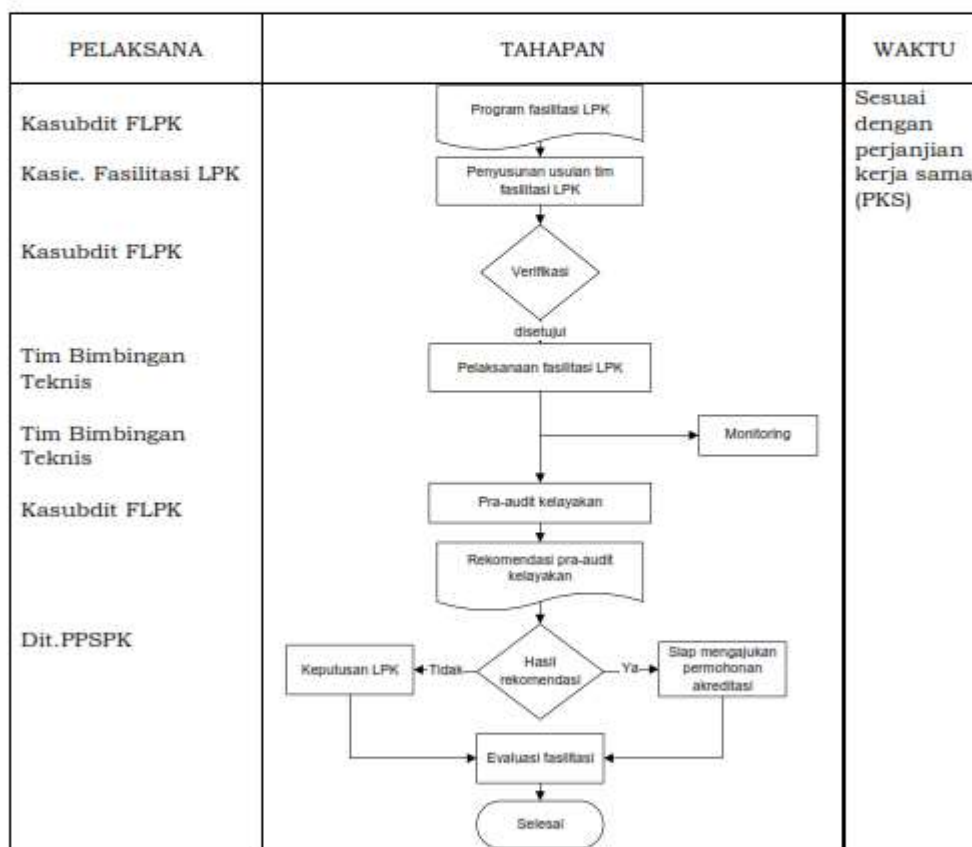 PELAKSANA
TAHAPAN
WAKTU
Kasubdit FLPK
Program fasilitasi LPK
Sesuai
dengan
perjanjian
kerja sama
(PKS)
Kasie. Fasilitasi LPK
Penyusunan usulan tim
fasilitasi LPK
Kasubdit FLPK
Verifikasi
disetujui
Tim Bimbingan
Teknis
Pelaksanaan fasilitasi LPK
Tim Bimbingan
Teknis
Monitoring
Kasubdit FLPK
Pra-audit kelayakan
Rekomendasi pra-audit
kelayakan
Dit.PPSPK
Keputusan LPK
Tidak
Hasil
rekomendasi
Ya
Siap mengajukan
permohonan
akreditasi
Evaluasi fasilitasi
Selesai